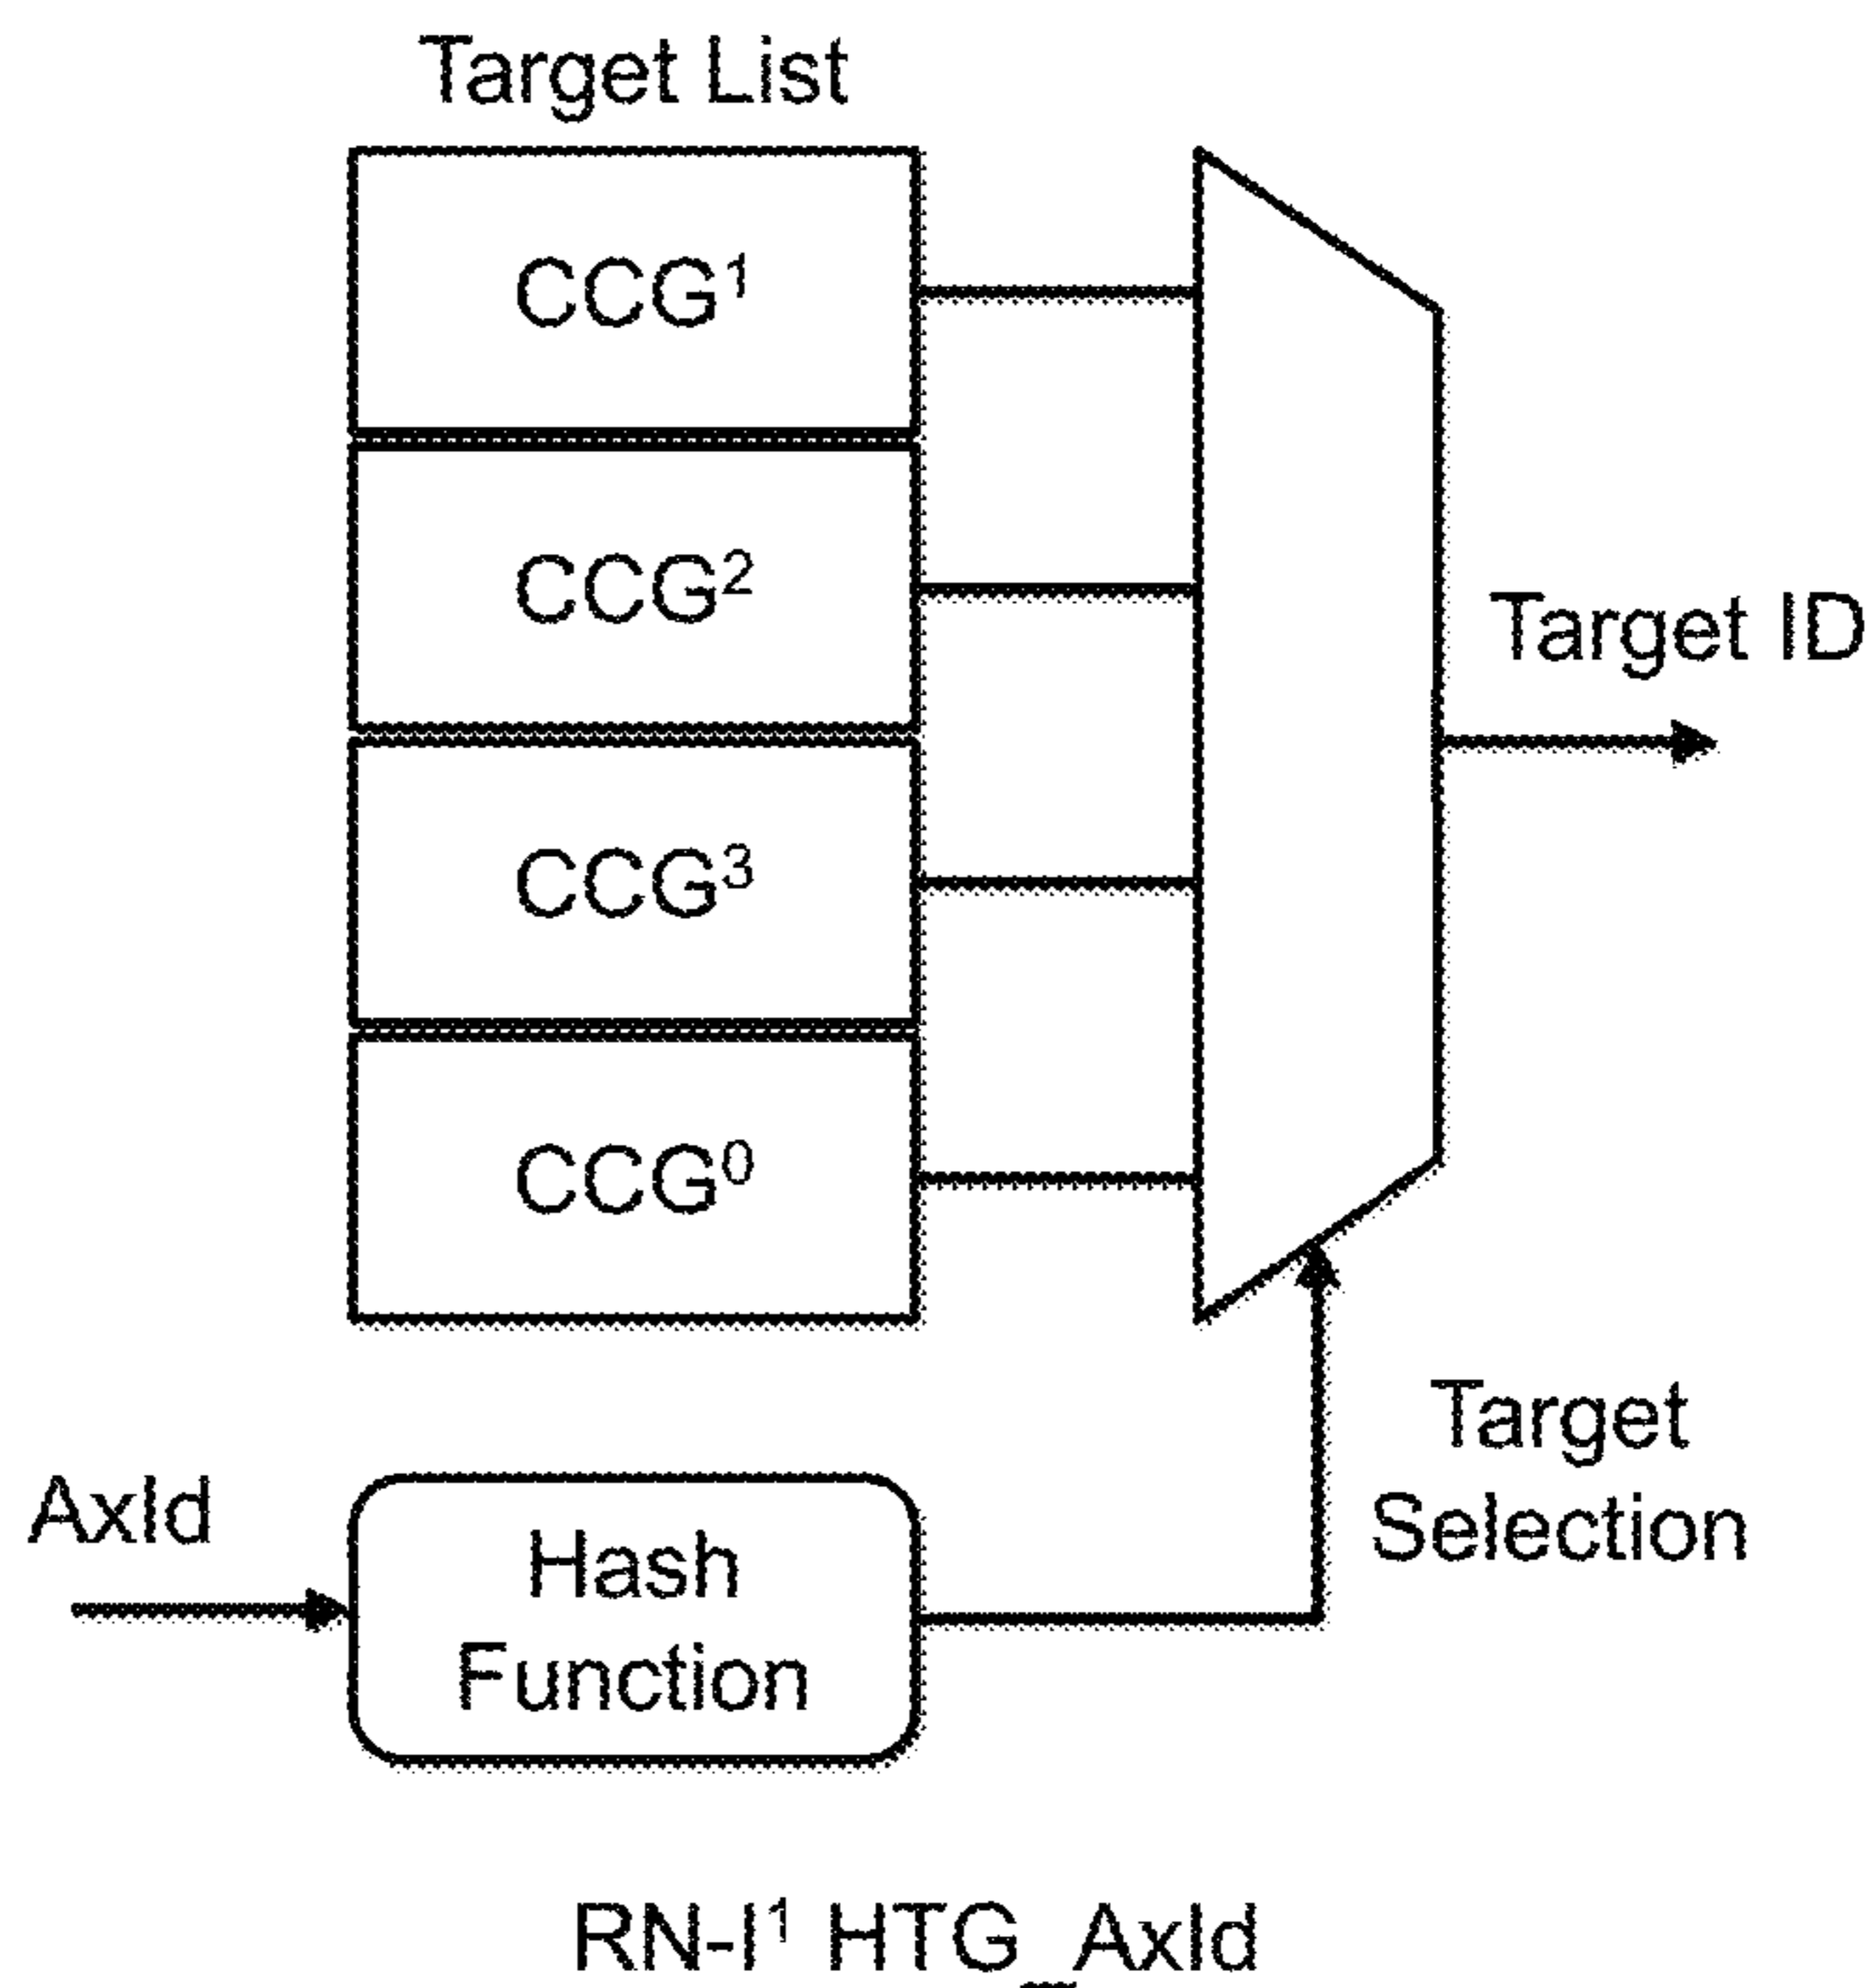 Target List
CCG¹
CCG²
Target ID
CCG³
CCG⁰
Target
Selection
AxId
Hash
Function
RN-I¹ HTG_AxId